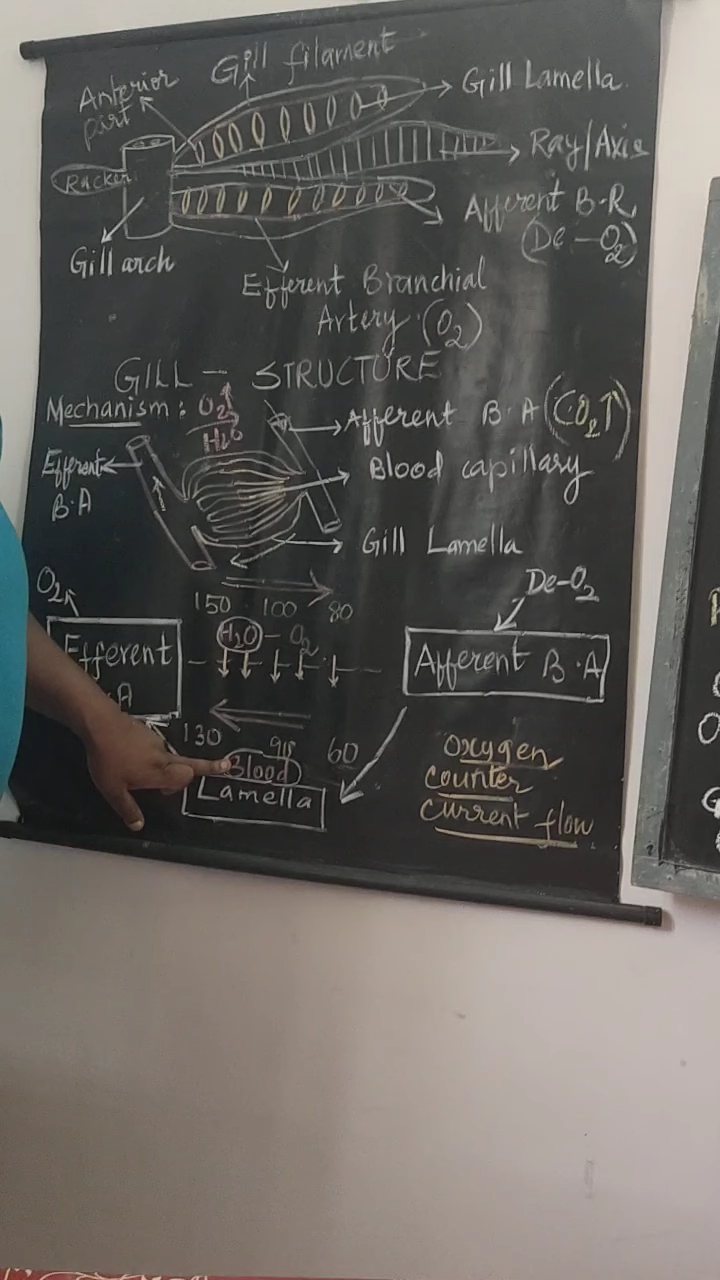 Gill filament
Anterior
part
Gill Lamella
Ray/Axis
Racker
Afferent B-R
(De-O2)
Gill arch
Efferent Branchial
Artery (O2)
GILL - STRUCTURE
Mechanism: O2
H2O
Afferent B.A (CO2↑)
Efferent
B.A
Blood capillary
Gill Lamella
O2
150 100 80
De-O2
H2O - O2
Efferent
A
Afferent B.A
130 90 60
Blood
Lamella
Oxygen
counter
current flow